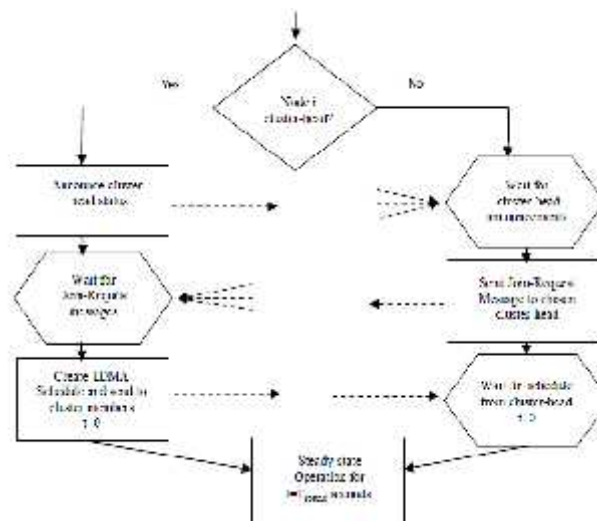 Yes
No
Node i
cluster-head?
Announce cluster
head status
Wait for
cluster head
announcements
Wait for
Join-Request
messages
Send Join-Request
Message to chosen
cluster head
Create TDMA
Schedule and send to
cluster members
t=0
Wait for schedule
from cluster-head
t=0
Steady state
Operation for
seconds